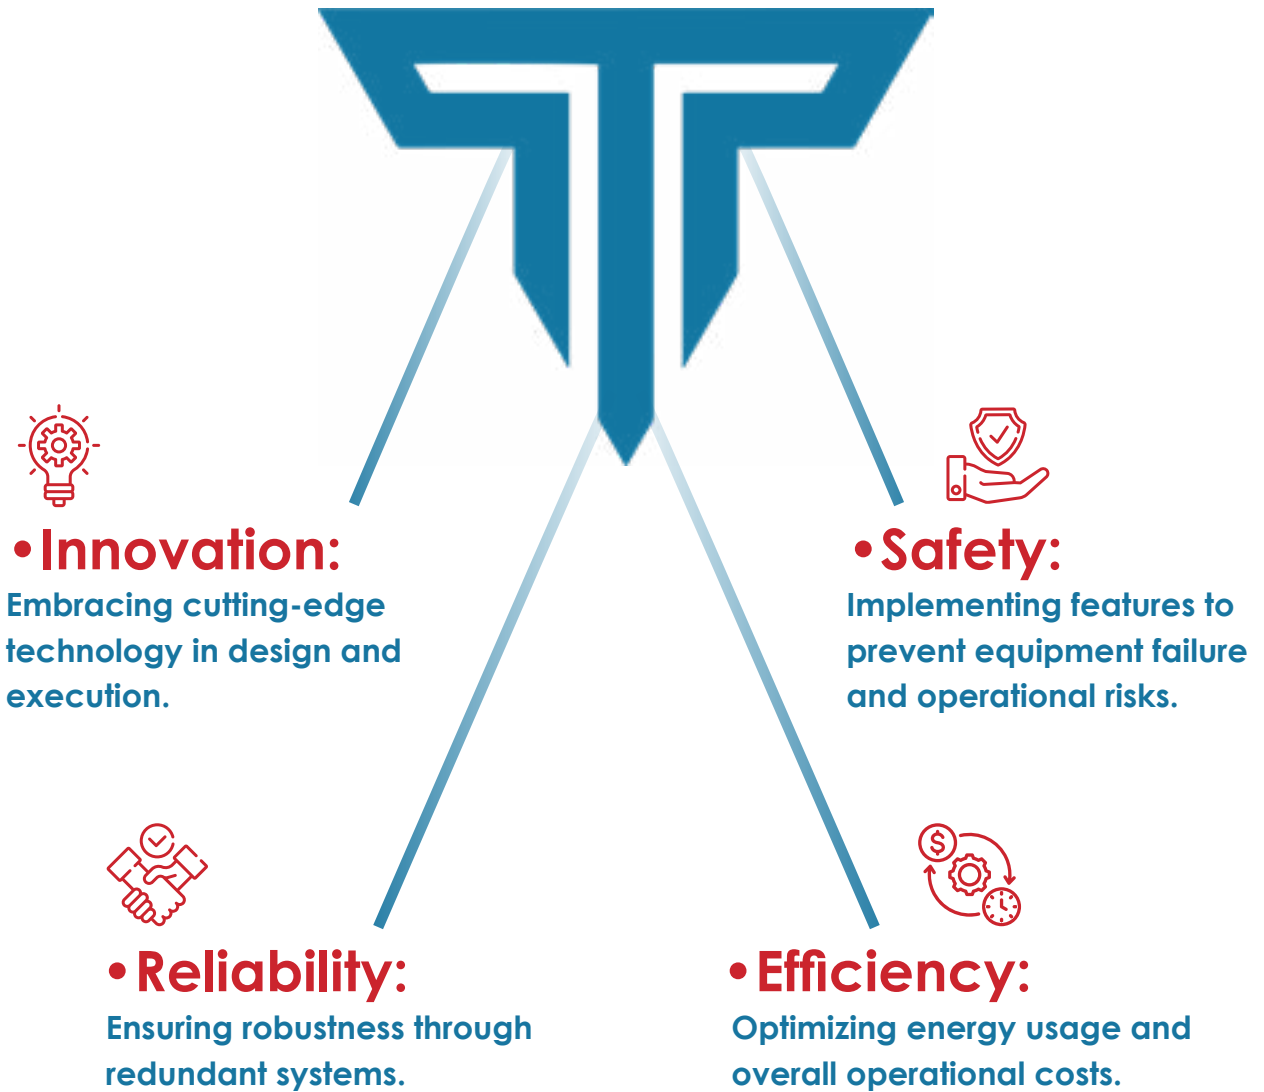 •Innovation:
Embracing cutting-edge
technology in design and
execution.
•Safety:
Implementing features to
prevent equipment failure
and operational risks.
•Reliability:
Ensuring robustness through
redundant systems.
•Efficiency:
Optimizing energy usage and
overall operational costs.